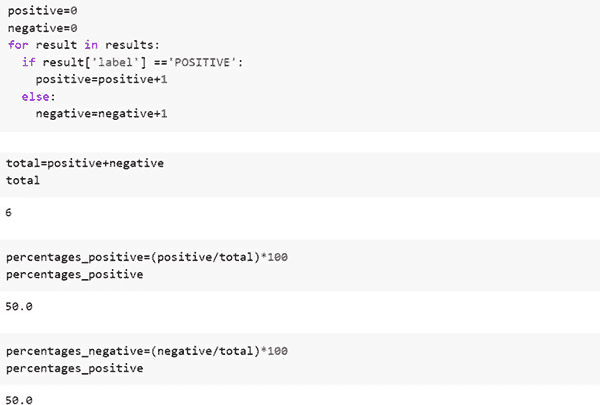 positive=0
negative=0
for result in results:
  if result['label'] =='POSITIVE':
    positive=positive+1
  else:
    negative=negative+1
total=positive+negative
total
6
percentages_positive=(positive/total)*100
percentages_positive
50.0
percentages_negative=(negative/total)*100
percentages_positive
50.0